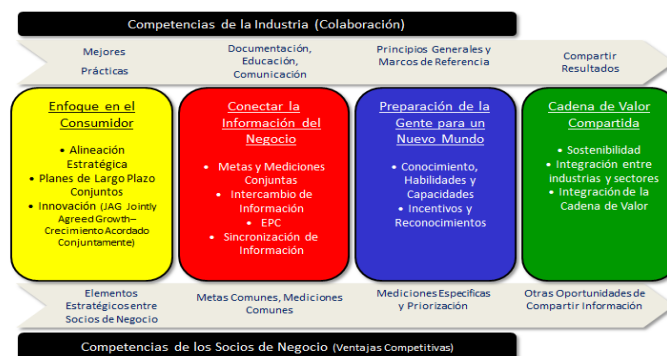 Competencias de la Industria (Colaboración)
Mejores
Prácticas
Documentación,
Educación,
Comunicación
Principios Generales y
Marcos de Referencia
Compartir
Resultados
Enfoque en el
Consumidor
• Alineación
Estratégica
• Planes de Largo Plazo
Conjuntos
• Innovación (JAG Jointly
Agreed Growth–
Crecimiento Acordado
Conjuntamente)
Conectar la
Información del
Negocio
• Metas y Mediciones
Conjuntas
• Intercambio de
Información
• EPC
• Sincronización de
Información
Preparación de la
Gente para un
Nuevo Mundo
• Conocimiento,
Habilidades y
Capacidades
• Incentivos y
Reconocimientos
Cadena de Valor
Compartida
• Sostenibilidad
• Integración entre
industrias y sectores
• Integración de la
Cadena de Valor
Elementos
Estratégicos entre
Socios de Negocio
Metas Comunes, Mediciones
Comunes
Mediciones Especificas
y Priorización
Otras Oportunidades de
Compartir Información
Competencias de los Socios de Negocio (Ventajas Competitivas)